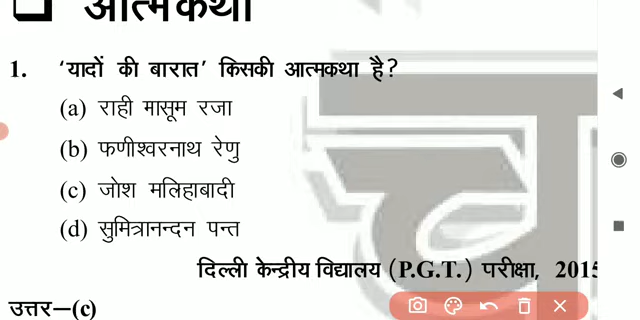 आत्मकथा
1. ‘यादों की बारात’ किसकी आत्मकथा है?
(a) राही मासूम रजा
(b) फणीश्वरनाथ रेणु
(c) जोश मलिहाबादी
(d) सुमित्रानन्दन पन्त
दिल्ली केन्द्रीय विद्यालय (P.G.T.) परीक्षा, 2015
उत्तर–(c)